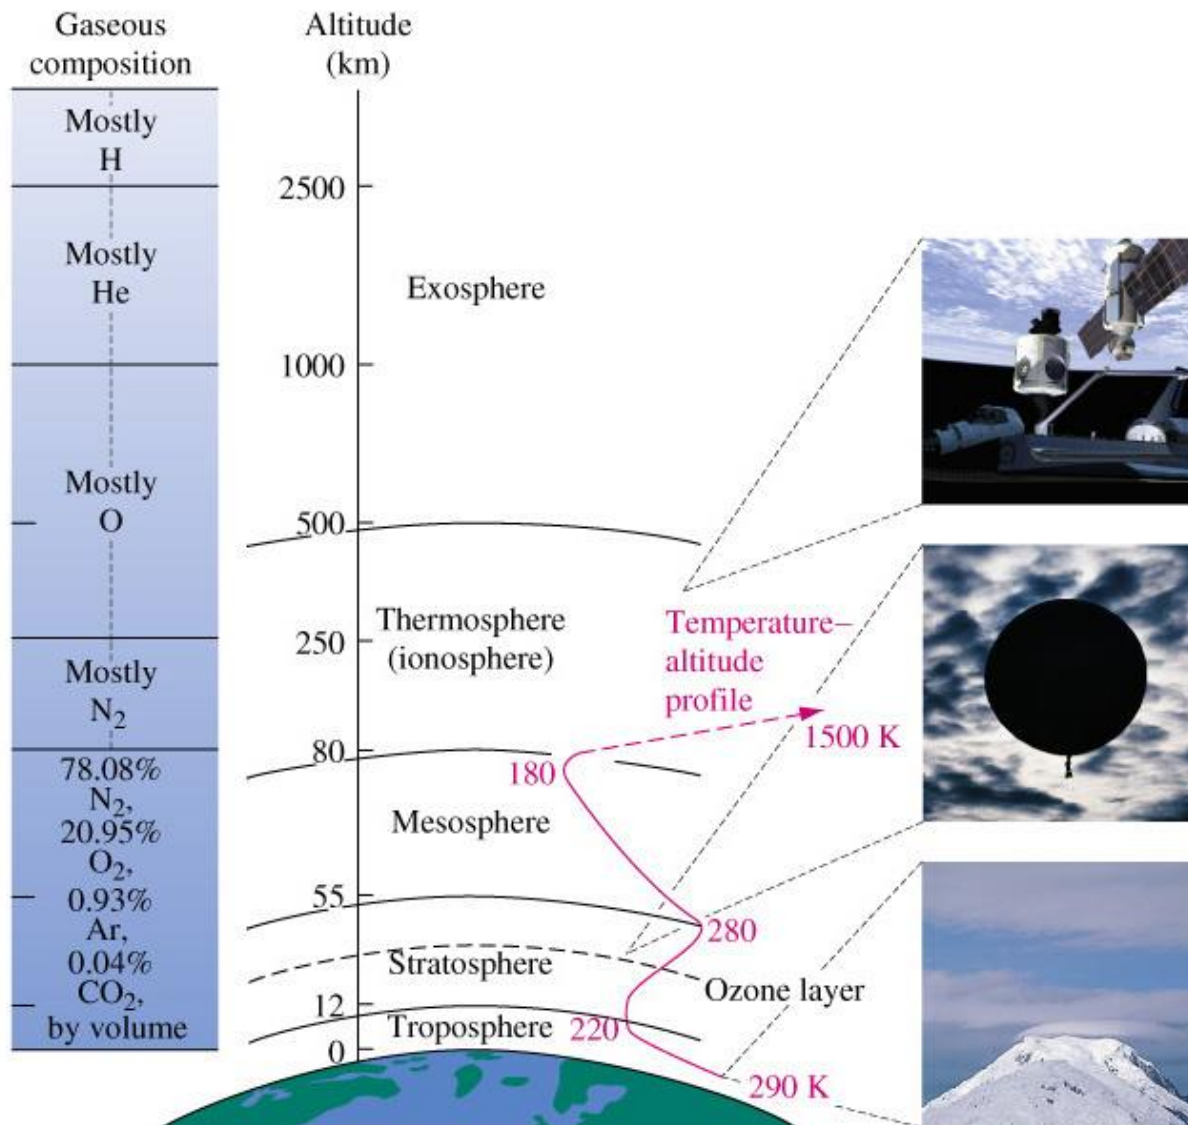 Gaseous
composition
Altitude
(km)
Mostly
H
2500
Mostly
He
Exosphere
1000
Mostly
O
500
Thermosphere
(ionosphere)
250
Temperature–
altitude
profile
Mostly
N₂
1500 K
80
180
78.08%
N₂,
20.95%
O₂,
0.93%
Ar,
0.04%
CO₂,
by volume
Mesosphere
55
280
Stratosphere
Ozone layer
12
Troposphere
220
0
290 K